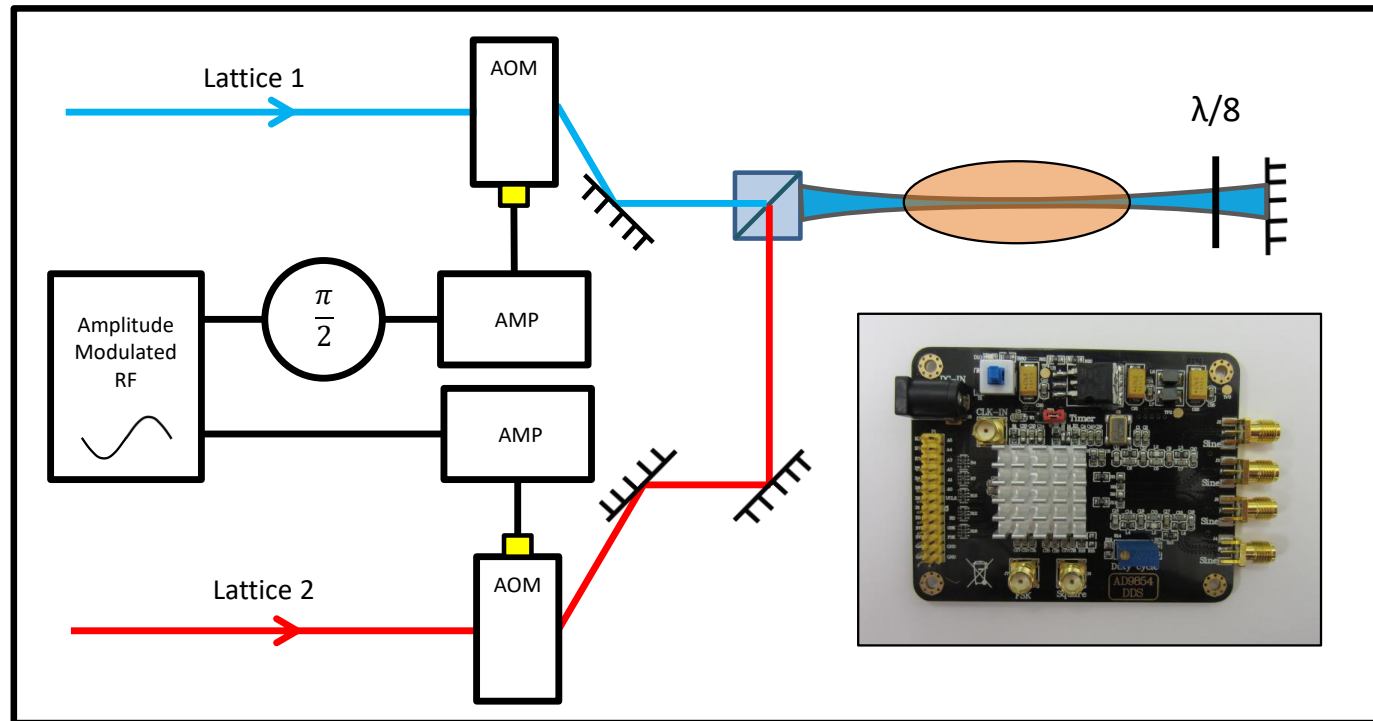 Lattice 1
AOM
λ/8
Amplitude
Modulated
RF
π
2
AMP
AMP
Lattice 2
AOM
DC-IN
CLK-IN
Timer
Sine
Sine
Sine
Sine
Duty Cycle
FSK
Square
AD9854
DDS